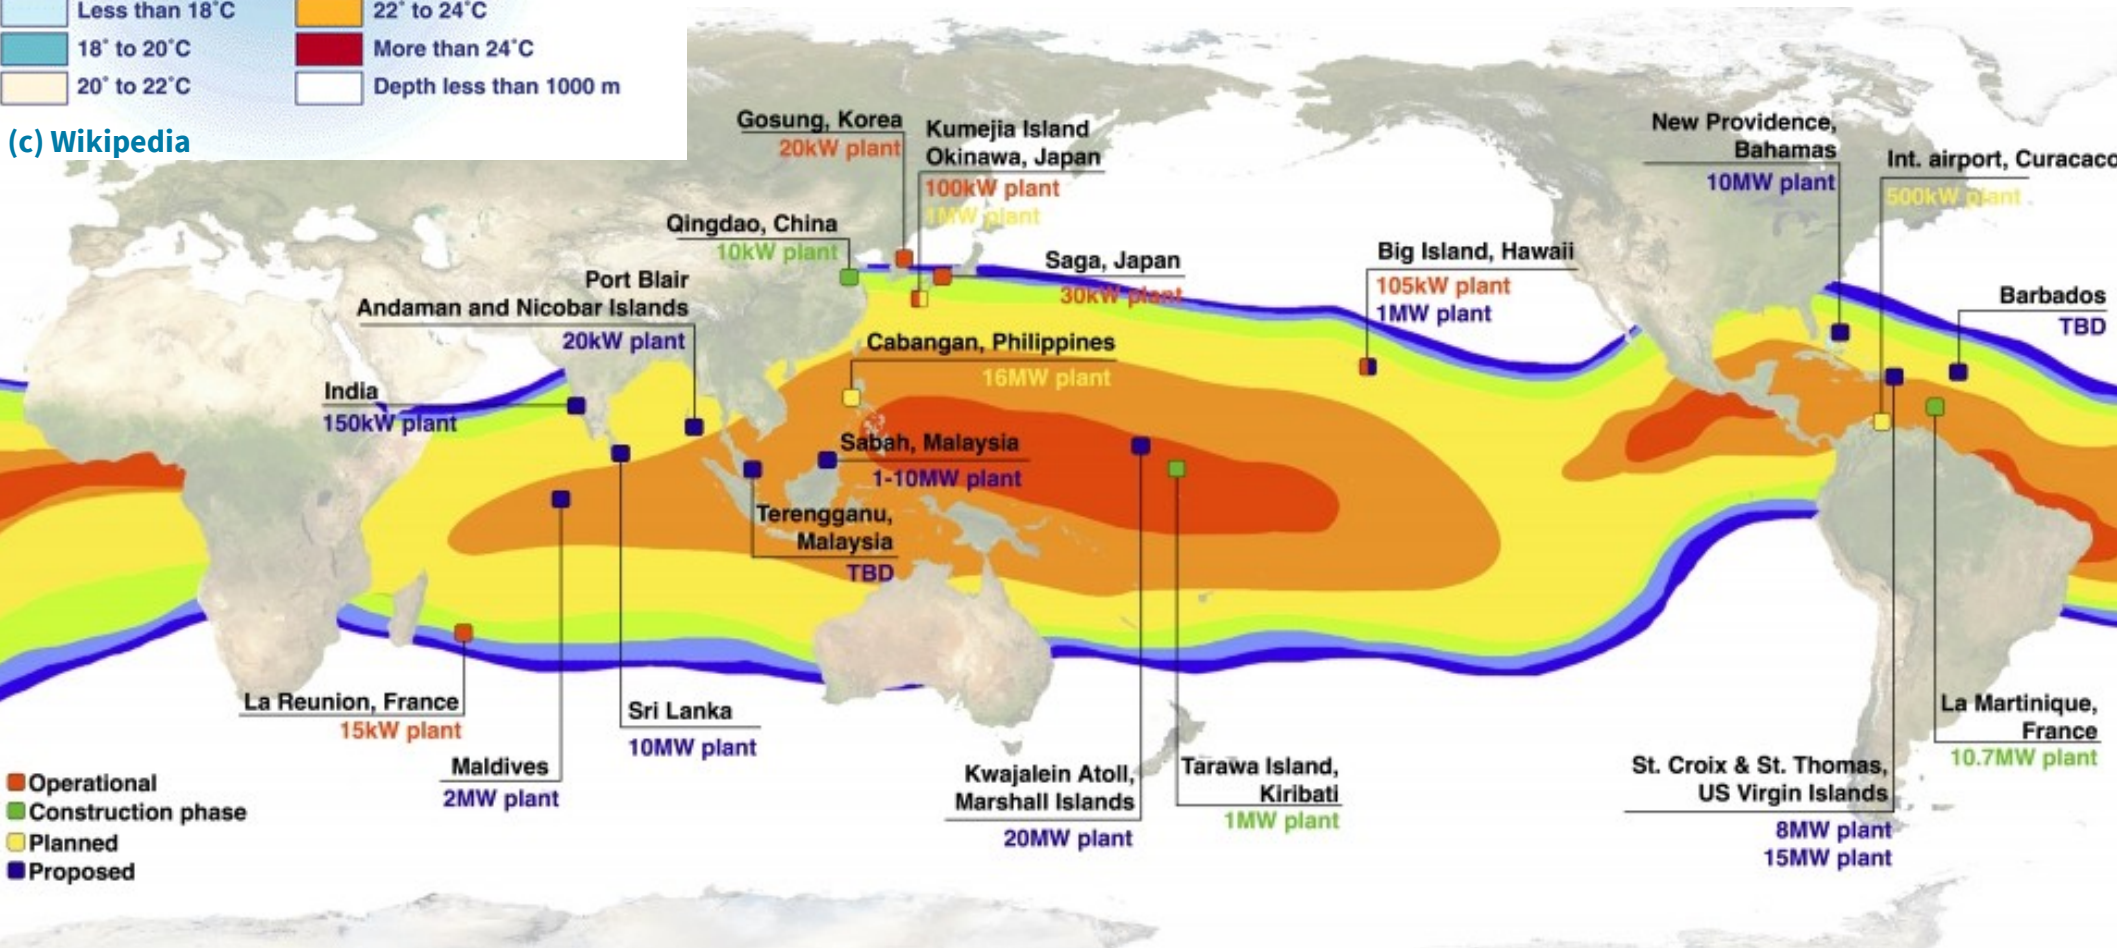 Less than 18˚C
22˚ to 24˚C
18˚ to 20˚C
More than 24˚C
20˚ to 22˚C
Depth less than 1000 m
(c) Wikipedia
Gosung, Korea
20kW plant
Kumejia Island
Okinawa, Japan
100kW plant
1MW plant
Qingdao, China
10kW plant
Saga, Japan
30kW plant
Port Blair
Andaman and Nicobar Islands
20kW plant
Cabangan, Philippines
16MW plant
India
150kW plant
Sabah, Malaysia
1-10MW plant
Terengganu,
Malaysia
TBD
Big Island, Hawaii
105kW plant
1MW plant
New Providence,
Bahamas
10MW plant
Int. airport, Curacaco
500kW plant
Barbados
TBD
La Reunion, France
15kW plant
Maldives
2MW plant
Sri Lanka
10MW plant
Kwajalein Atoll,
Marshall Islands
20MW plant
Tarawa Island,
Kiribati
1MW plant
La Martinique,
France
10.7MW plant
St. Croix & St. Thomas,
US Virgin Islands
8MW plant
15MW plant
Operational
Construction phase
Planned
Proposed